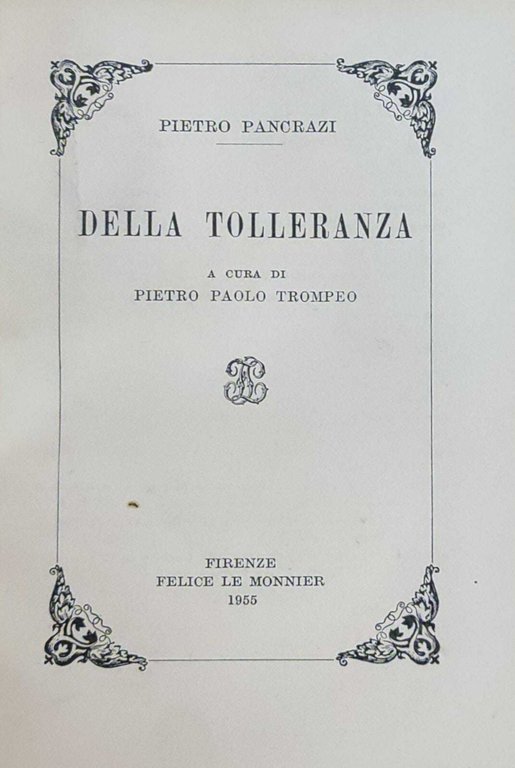 PIETRO PANCRAZI
DELLA TOLLERANZA
A CURA DI
PIETRO PAOLO TROMPEO
FIRENZE
FELICE LE MONNIER
1955